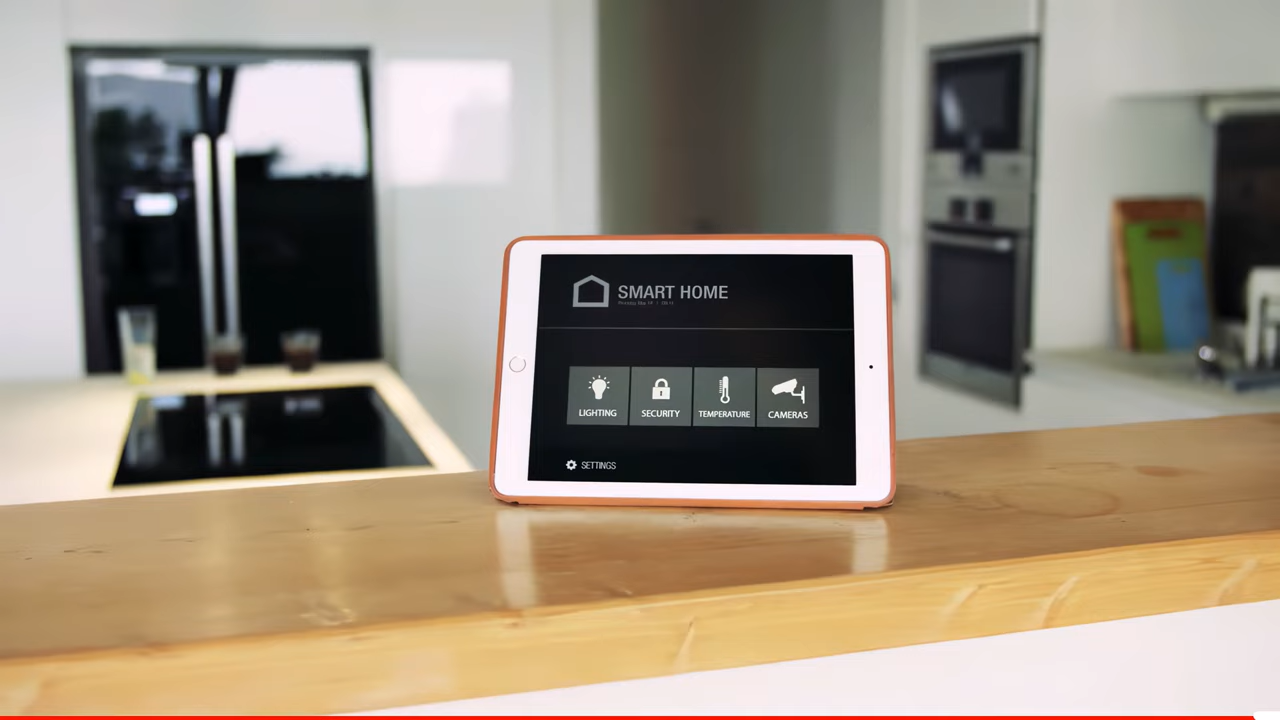 SMART HOME
LIGHTING
SECURITY
TEMPERATURE
CAMERAS
SETTINGS